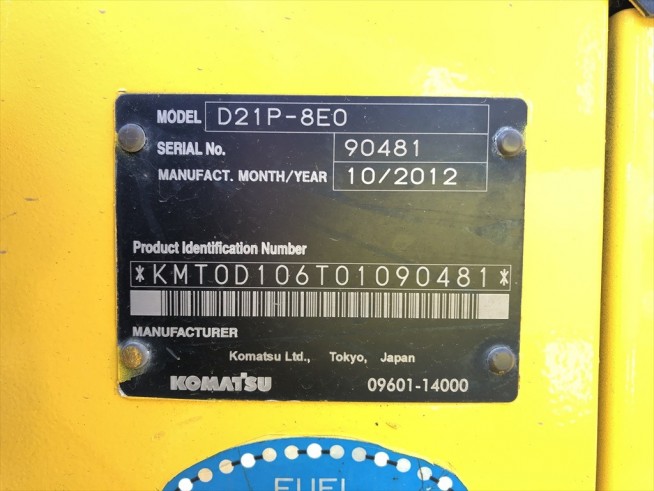 MODEL D21P-8E0
SERIAL No. 90481
MANUFACT. MONTH/YEAR 10/2012
Product Identification Number
*KMT0D106T01090481*
MANUFACTURER
Komatsu Ltd., Tokyo, Japan
KOMATSU 09601-14000
FUEL